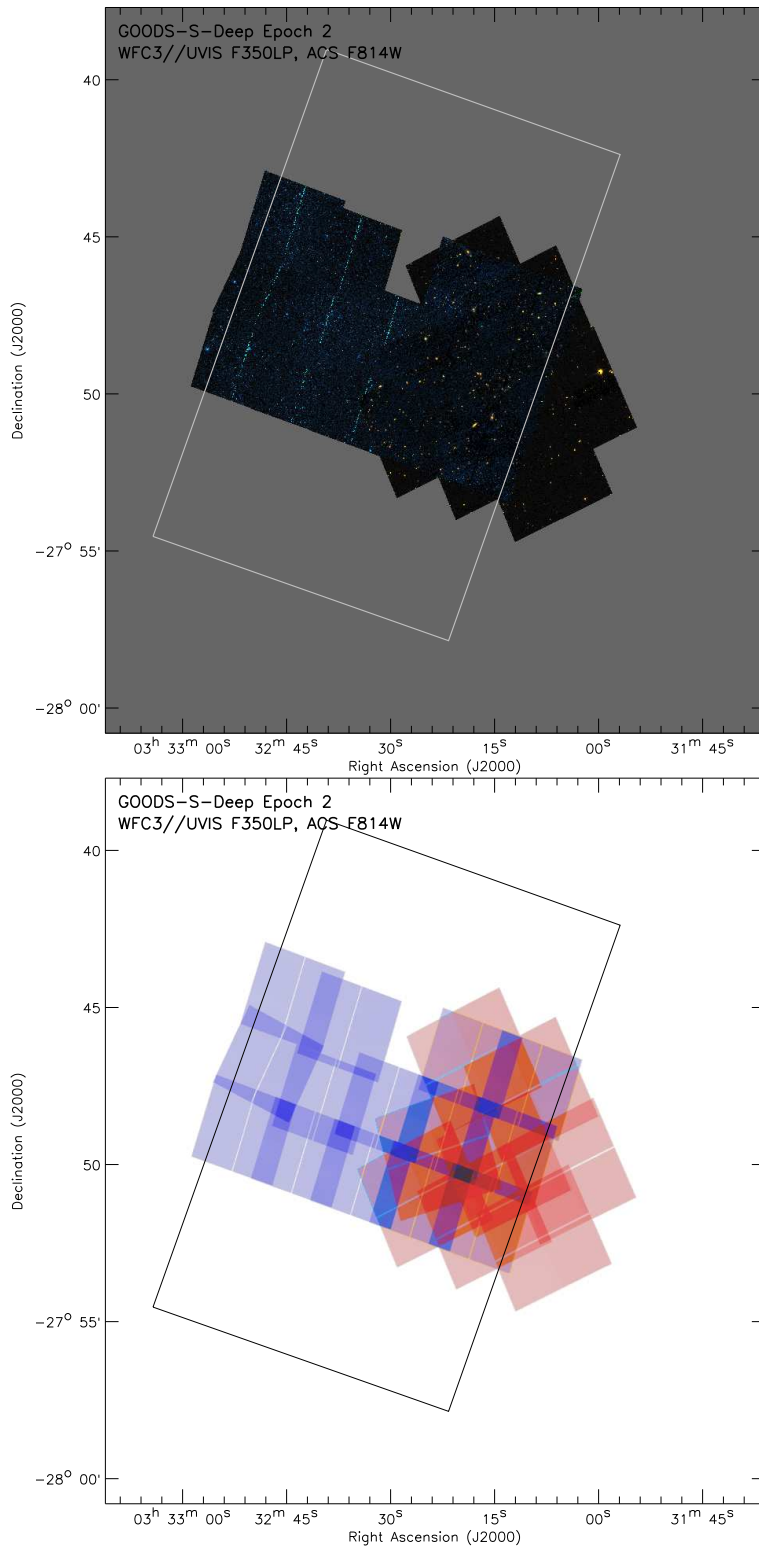 GOODS-S-Deep Epoch 2
WFC3//UVIS F350LP, ACS F814W
40
45
50
-27° 55'
-28° 00'
Declination (J2000)
03h 33m 00s 32m 45s 30s 15s 00s 31m 45s
Right Ascension (J2000)
GOODS-S-Deep Epoch 2
WFC3//UVIS F350LP, ACS F814W
40
45
50
-27° 55'
-28° 00'
Declination (J2000)
03h 33m 00s 32m 45s 30s 15s 00s 31m 45s
Right Ascension (J2000)